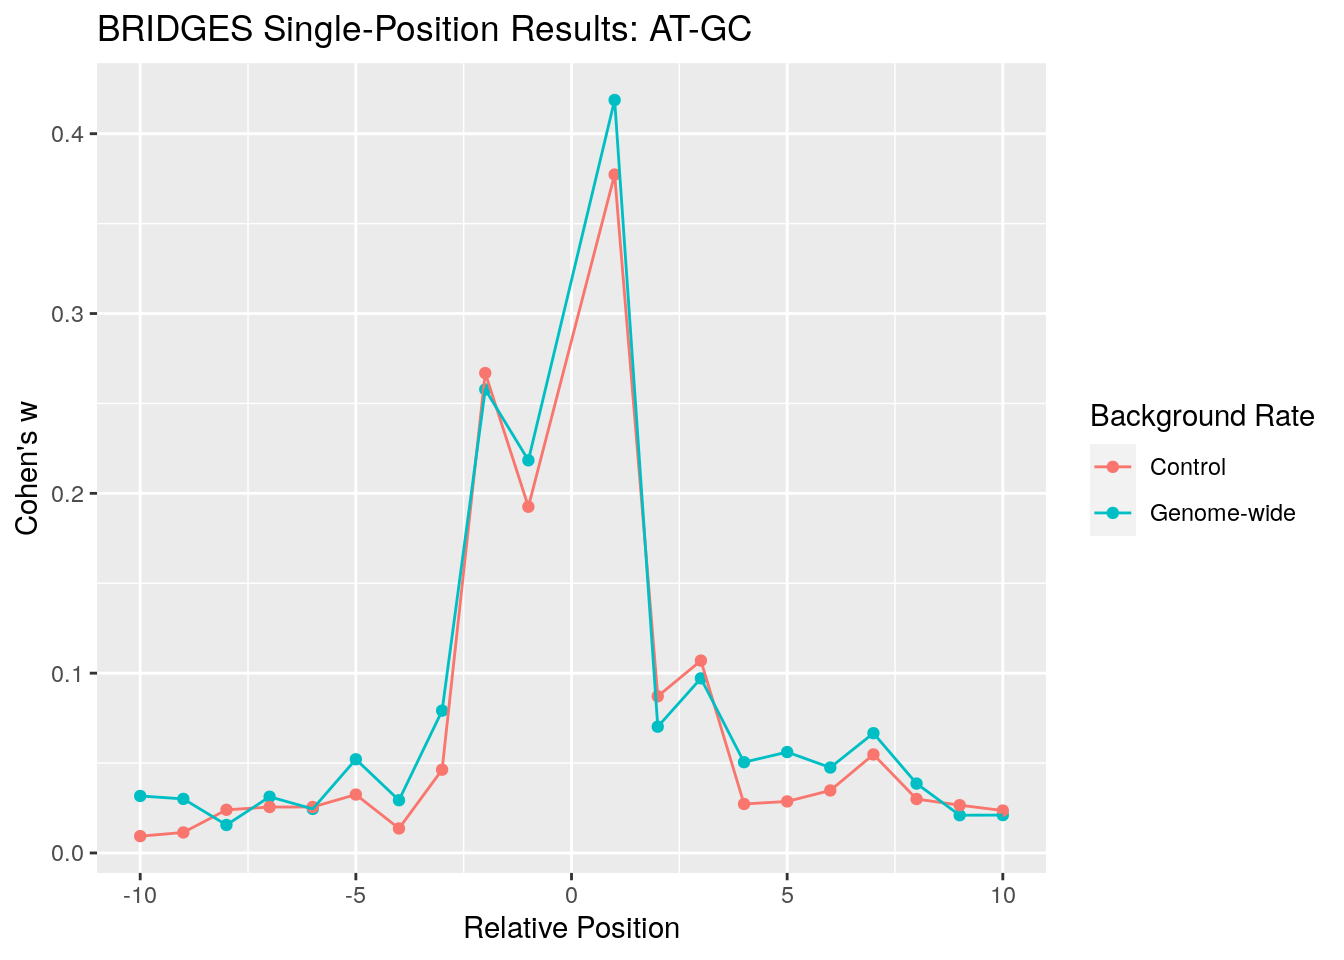 BRIDGES Single-Position Results: AT-GC
0.4
0.3
0.2
0.1
0.0
Cohen's w
-10 -5 0 5 10
Relative Position
Background Rate
Control
Genome-wide